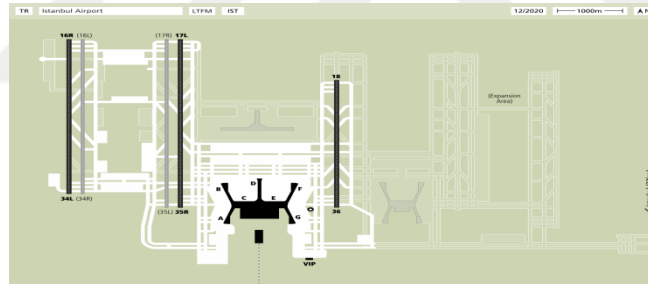 TR Istanbul Airport LTFM IST 12/2020 1000m N
16R (16L) (17R) 17L
18
(Expansion
Area)
B D F
C E
34L (34R)
(35L) 35R
A G
36
VIP